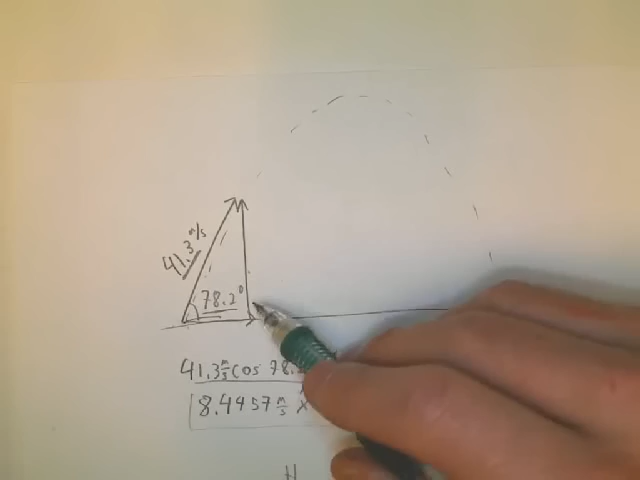 41.3 m/s
78.2°
41.3 m/s cos 78.
8.4457 m/s x
H